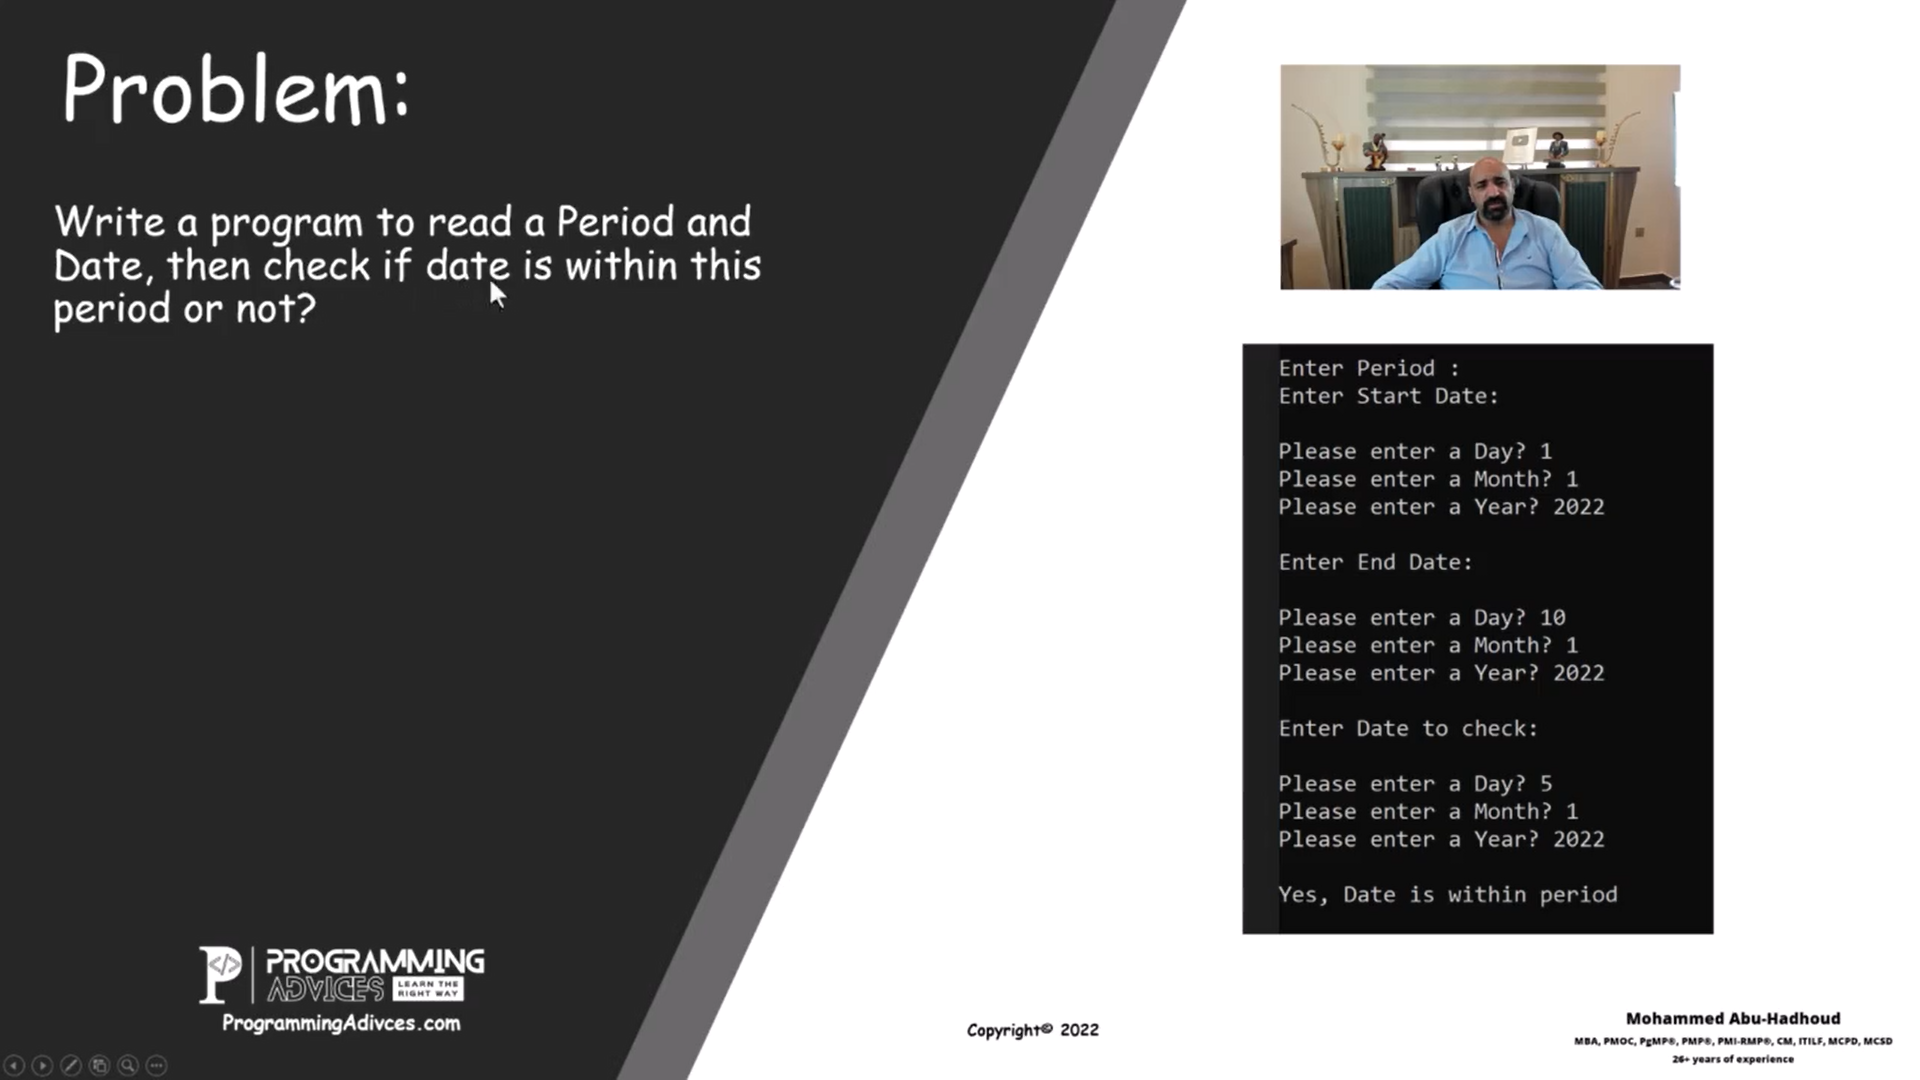 Problem:
Write a program to read a Period and
Date, then check if date is within this
period or not?
Enter Period :
Enter Start Date:
Please enter a Day? 1
Please enter a Month? 1
Please enter a Year? 2022
Enter End Date:
Please enter a Day? 10
Please enter a Month? 1
Please enter a Year? 2022
Enter Date to check:
Please enter a Day? 5
Please enter a Month? 1
Please enter a Year? 2022
Yes, Date is within period
PROGRAMMING
ADVICES LEARN THE
RIGHT WAY
ProgrammingAdivces.com
Copyright© 2022
Mohammed Abu-Hadhoud
MBA, PMOC, PgMP®, PMP®, PMI-RMP®, CM, ITILF, MCPD, MCSD
26+ years of experience